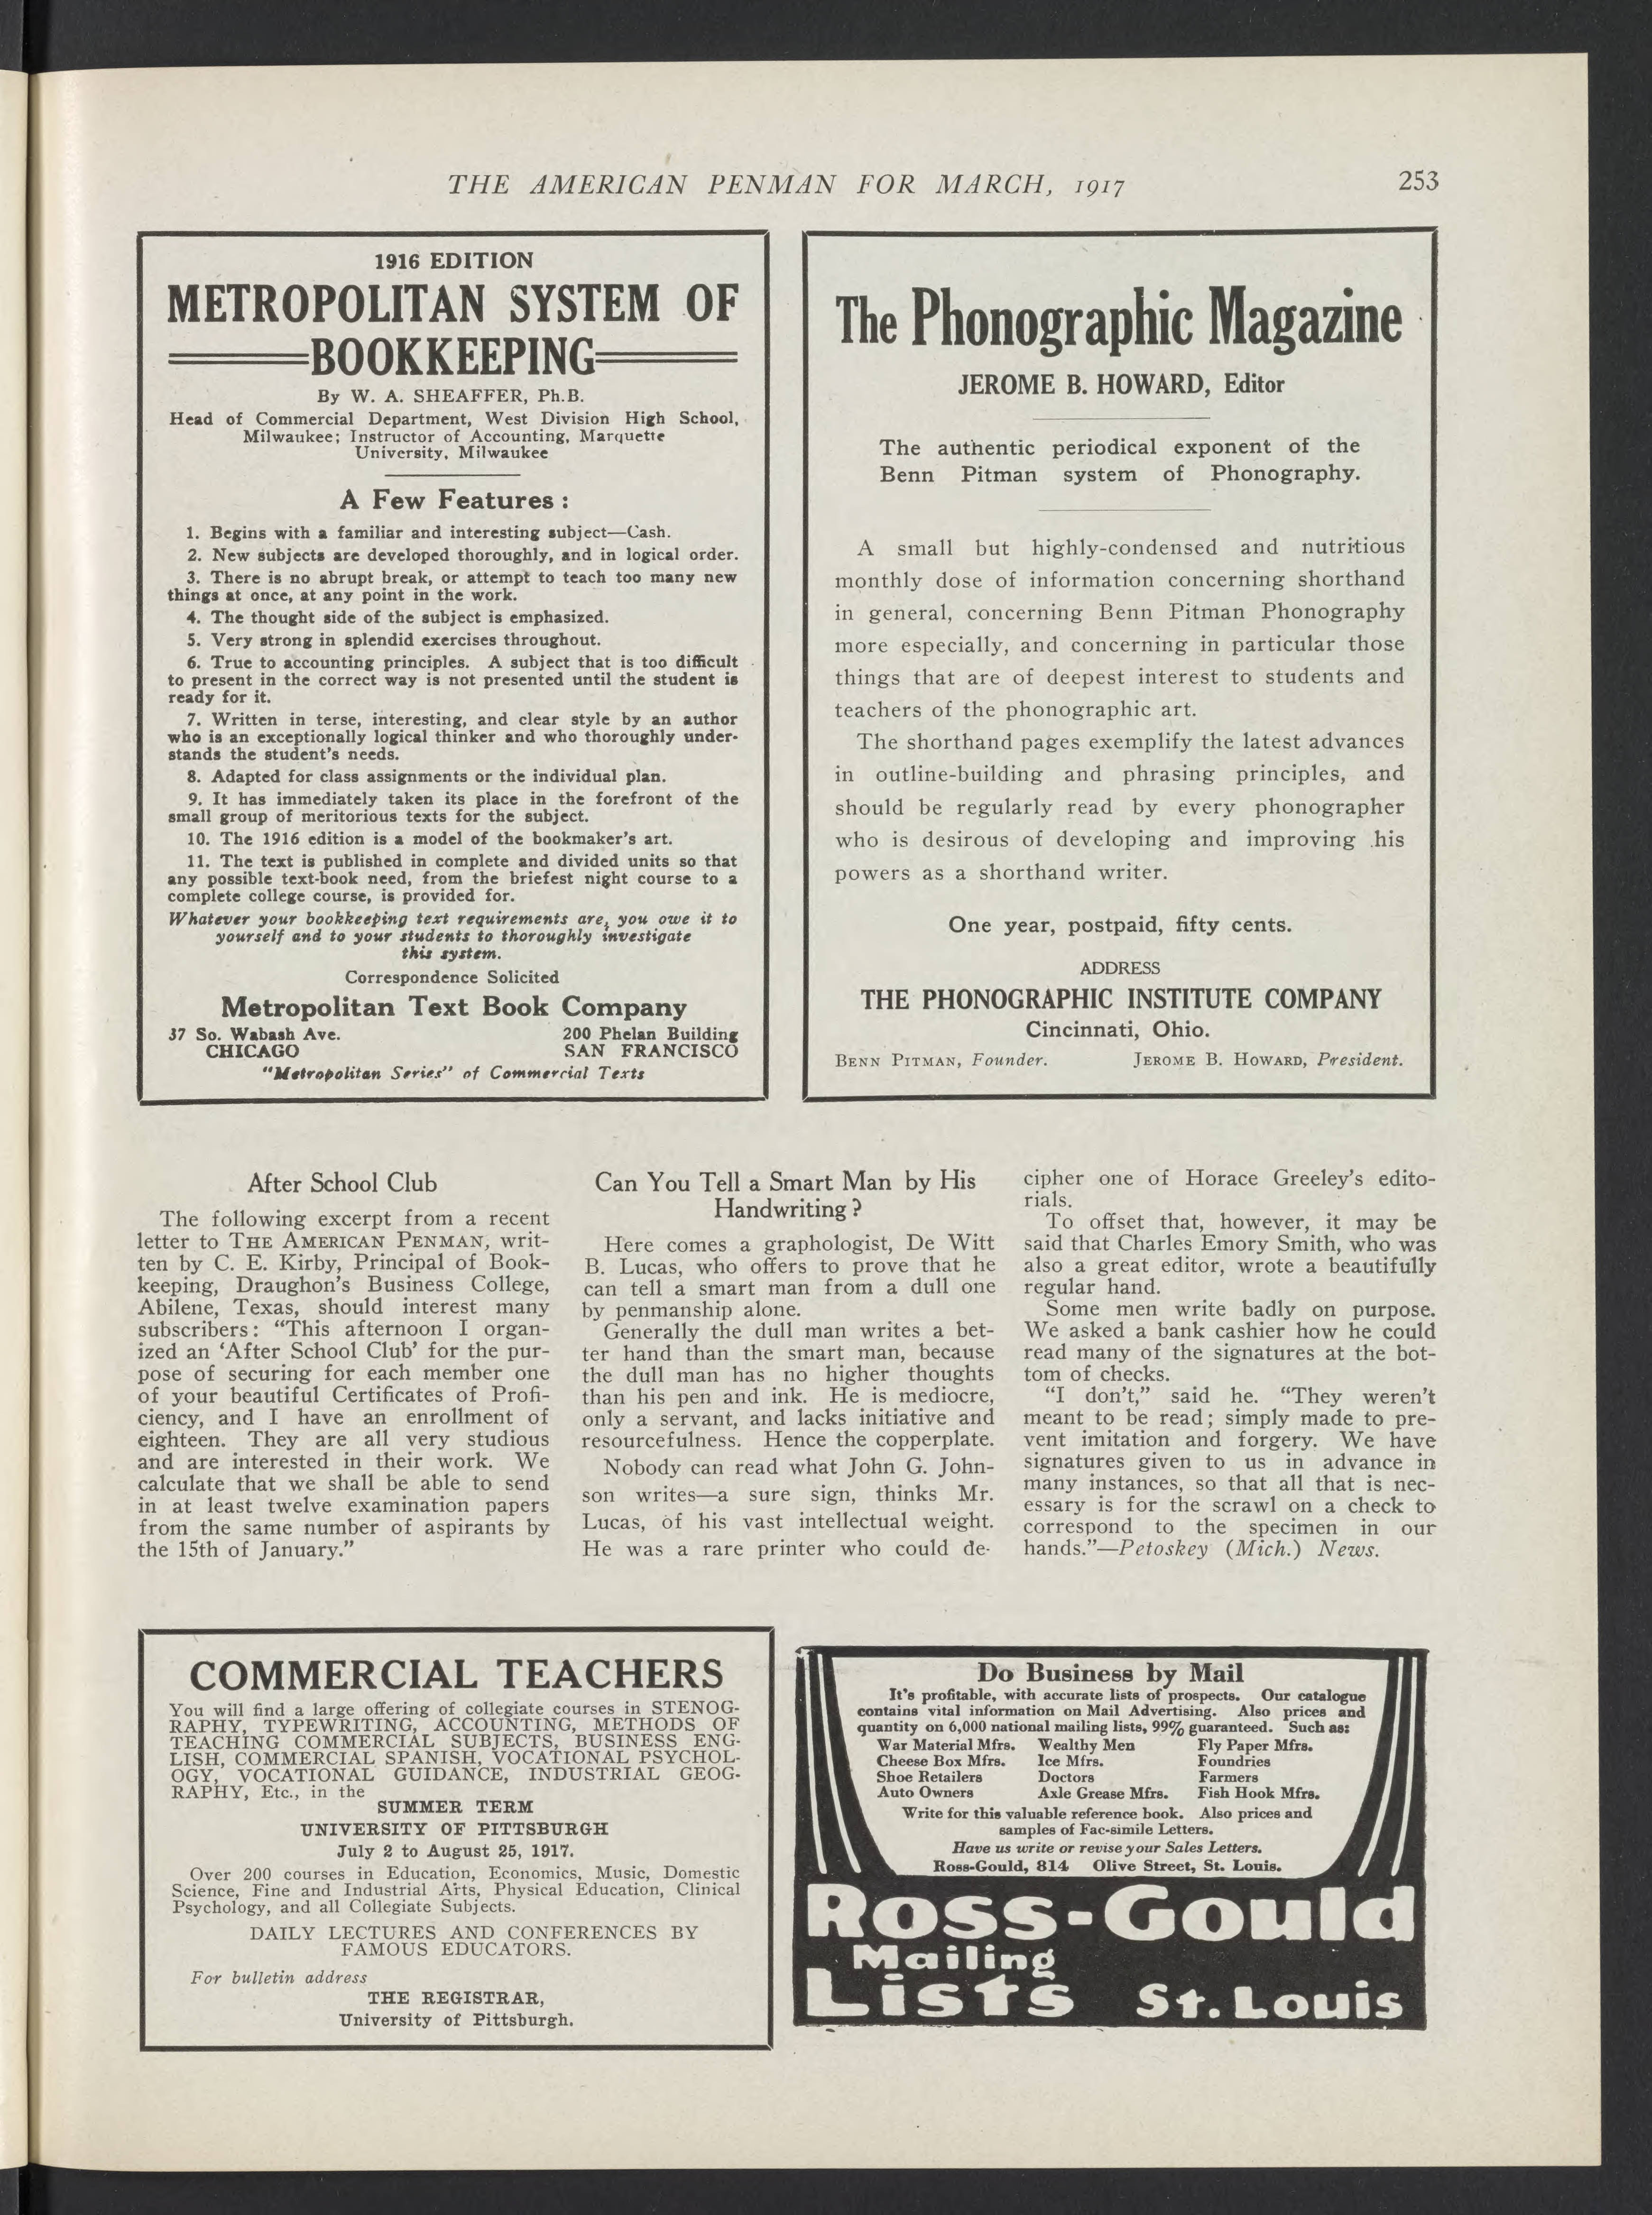 THE AMERICAN PENMAN FOR MARCH, 1917
253
1916 EDITION
METROPOLITAN SYSTEM OF
BOOKKEEPING
By W. A. SHEAFFER, Ph.B.
Head of Commercial Department, West Division High School,
Milwaukee; Instructor of Accounting, Marquette
University, Milwaukee
A Few Features:
1. Begins with a familiar and interesting subject—Cash.
2. New subjects are developed thoroughly, and in logical order.
3. There is no abrupt break, or attempt to teach too many new
things at once, at any point in the work.
4. The thought side of the subject is emphasized.
5. Very strong in splendid exercises throughout.
6. True to accounting principles. A subject that is too difficult
to present in the correct way is not presented until the student is
ready for it.
7. Written in terse, interesting, and clear style by an author
who is an exceptionally logical thinker and who thoroughly under-
stands the student's needs.
8. Adapted for class assignments or the individual plan.
9. It has immediately taken its place in the forefront of the
small group of meritorious texts for the subject.
10. The 1916 edition is a model of the bookmaker's art.
11. The text is published in complete and divided units so that
any possible text-book need, from the briefest night course to a
complete college course, is provided for.
Whatever your bookkeeping text requirements are, you owe it to
yourself and to your students to thoroughly investigate
this system.
Correspondence Solicited
Metropolitan Text Book Company
37 So. Wabash Ave. 200 Phelan Building
CHICAGO SAN FRANCISCO
"Metropolitan Series" of Commercial Texts
The Phonographic Magazine
JEROME B. HOWARD, Editor
The authentic periodical exponent of the
Benn Pitman system of Phonography.
A small but highly-condensed and nutritious
monthly dose of information concerning shorthand
in general, concerning Benn Pitman Phonography
more especially, and concerning in particular those
things that are of deepest interest to students and
teachers of the phonographic art.
The shorthand pages exemplify the latest advances
in outline-building and phrasing principles, and
should be regularly read by every phonographer
who is desirous of developing and improving his
powers as a shorthand writer.
One year, postpaid, fifty cents.
ADDRESS
THE PHONOGRAPHIC INSTITUTE COMPANY
Cincinnati, Ohio.
BENN PITMAN, Founder. JEROME B. HOWARD, President.
After School Club
The following excerpt from a recent
letter to THE AMERICAN PENMAN, writ-
ten by C. E. Kirby, Principal of Book-
keeping, Draughon's Business College,
Abilene, Texas, should interest many
subscribers: "This afternoon I organ-
ized an 'After School Club' for the pur-
pose of securing for each member one
of your beautiful Certificates of Profi-
ciency, and I have an enrollment of
eighteen. They are all very studious
and are interested in their work. We
calculate that we shall be able to send
in at least twelve examination papers
from the same number of aspirants by
the 15th of January."
Can You Tell a Smart Man by His
Handwriting?
Here comes a graphologist, De Witt
B. Lucas, who offers to prove that he
can tell a smart man from a dull one
by penmanship alone.
Generally the dull man writes a bet-
ter hand than the smart man, because
the dull man has no higher thoughts
than his pen and ink. He is mediocre,
only a servant, and lacks initiative and
resourcefulness. Hence the copperplate.
Nobody can read what John G. John-
son writes—a sure sign, thinks Mr.
Lucas, of his vast intellectual weight.
He was a rare printer who could de-
cipher one of Horace Greeley's edito-
rials.
To offset that, however, it may be
said that Charles Emory Smith, who was
also a great editor, wrote a beautifully
regular hand.
Some men write badly on purpose.
We asked a bank cashier how he could
read many of the signatures at the bot-
tom of checks.
"I don't," said he. "They weren't
meant to be read; simply made to pre-
vent imitation and forgery. We have
signatures given to us in advance in
many instances, so that all that is nec-
essary is for the scrawl on a check to
correspond to the specimen in our
hands."—Petoskey (Mich.) News.
COMMERCIAL TEACHERS
You will find a large offering of collegiate courses in STENOG-
RAPHY, TYPEWRITING, ACCOUNTING, METHODS OF
TEACHING COMMERCIAL SUBJECTS, BUSINESS ENG-
LISH, COMMERCIAL SPANISH, VOCATIONAL PSYCHOL-
OGY, VOCATIONAL GUIDANCE, INDUSTRIAL GEOG-
RAPHY, Etc., in the
SUMMER TERM
UNIVERSITY OF PITTSBURGH
July 2 to August 25, 1917.
Over 200 courses in Education, Economics, Music, Domestic
Science, Fine and Industrial Arts, Physical Education, Clinical
Psychology, and all Collegiate Subjects.
DAILY LECTURES AND CONFERENCES BY
FAMOUS EDUCATORS.
For bulletin address
THE REGISTRAR,
University of Pittsburgh.
Do Business by Mail
It's profitable, with accurate lists of prospects. Our catalogue
contains vital information on Mail Advertising. Also prices and
quantity on 6,000 national mailing lists, 99% guaranteed. Such as:
War Material Mfrs. Wealthy Men Fly Paper Mfrs.
Cheese Box Mfrs. Ice Mfrs. Foundries
Shoe Retailers Doctors Farmers
Auto Owners Axle Grease Mfrs. Fish Hook Mfrs.
Write for this valuable reference book. Also prices and
samples of Fac-simile Letters.
Have us write or revise your Sales Letters.
Ross-Gould, 814 Olive Street, St. Louis.
Ross-Gould
Mailing
Lists St. Louis